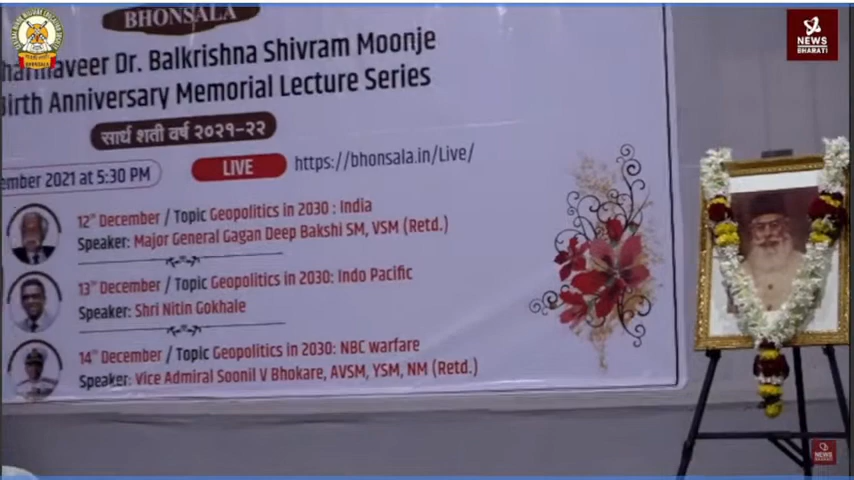 BHONSALA
NEWS
BHARATI
Dharmaveer Dr. Balkrishna Shivram Moonje
Birth Anniversary Memorial Lecture Series
सार्ध शती वर्ष २०२१-२२
2021 at 5:30 PM
LIVE https://bhonsala.in/Live/
12th December / Topic Geopolitics in 2030 : India
Speaker: Major General Gagan Deep Bakshi SM, VSM (Retd.)
13th December / Topic Geopolitics in 2030: Indo Pacific
Speaker: Shri Nitin Gokhale
14th December / Topic Geopolitics in 2030: NBC warfare
Speaker: Vice Admiral Soonil V Bhokare, AVSM, YSM, NM (Retd.)
NEWS
BHARATI